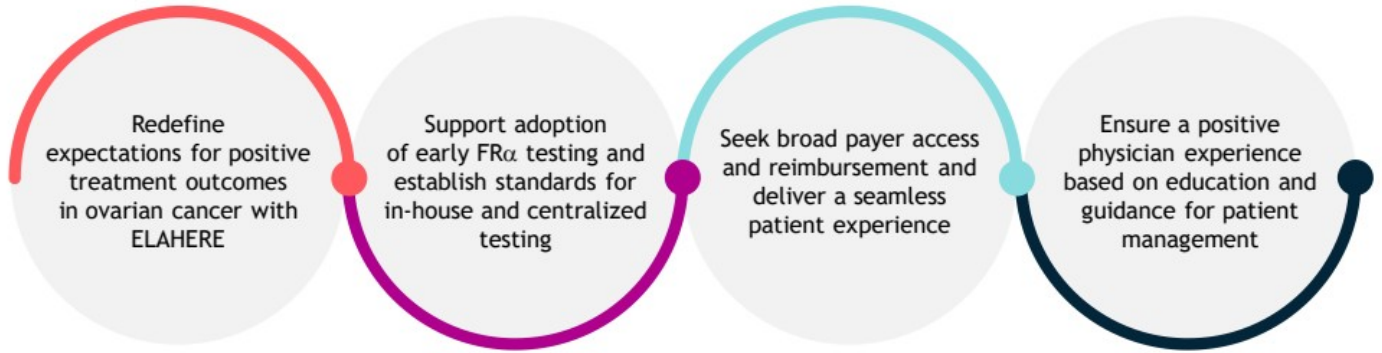 Redefine
expectations for positive
treatment outcomes
in ovarian cancer with
ELAHERE
Support adoption
of early FRα testing and
establish standards for
in-house and centralized
testing
Seek broad payer access
and reimbursement and
deliver a seamless
patient experience
Ensure a positive
physician experience
based on education and
guidance for patient
management